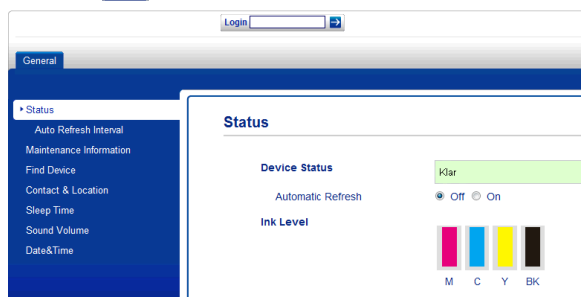 Login
General
Status
Auto Refresh Interval
Maintenance Information
Find Device
Contact & Location
Sleep Time
Sound Volume
Date&Time
Status
Device Status
Klar
Automatic Refresh
Off On
Ink Level
M C Y BK